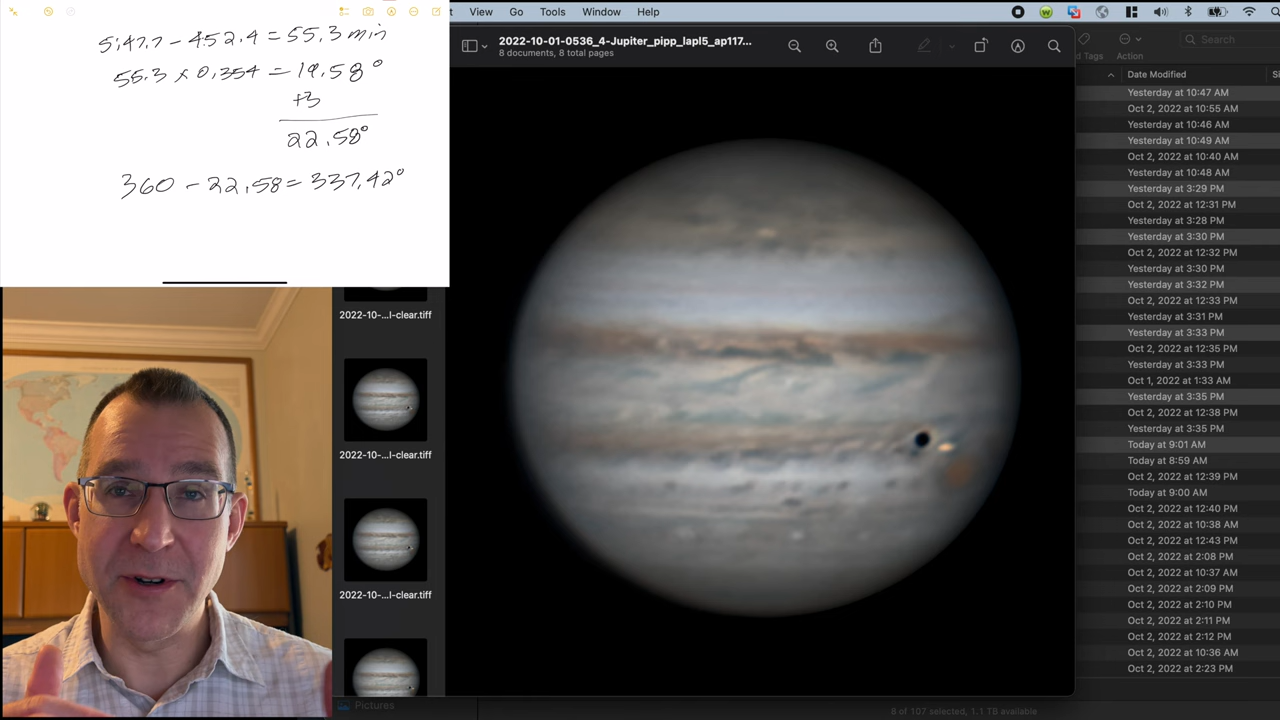 5:47.7 - 4:52.4 = 55.3 min
55.3 x 0.354 = 19.58°
+3
22.58°
360 - 22.58 = 337.42°
View Go Tools Window Help
2022-10-01-0536_4-Jupiter_pipp_lapl5_ap117...
8 documents, 8 total pages
Search
d Tags
Action
Date Modified
Si
Yesterday at 10:47 AM
Oct 2, 2022 at 10:55 AM
Yesterday at 10:46 AM
Yesterday at 10:49 AM
Oct 2, 2022 at 10:40 AM
Yesterday at 10:48 AM
Yesterday at 3:29 PM
Oct 2, 2022 at 12:31 PM
Yesterday at 3:28 PM
Yesterday at 3:30 PM
Oct 2, 2022 at 12:32 PM
Yesterday at 3:30 PM
Yesterday at 3:32 PM
Oct 2, 2022 at 12:33 PM
Yesterday at 3:31 PM
Yesterday at 3:33 PM
Oct 2, 2022 at 12:35 PM
Yesterday at 3:33 PM
Oct 1, 2022 at 1:33 AM
Yesterday at 3:35 PM
Oct 2, 2022 at 12:38 PM
Yesterday at 3:35 PM
Today at 9:01 AM
Today at 8:59 AM
Oct 2, 2022 at 12:39 PM
Today at 9:00 AM
Oct 2, 2022 at 12:40 PM
Oct 2, 2022 at 10:38 AM
Oct 2, 2022 at 12:43 PM
Oct 2, 2022 at 2:08 PM
Oct 2, 2022 at 10:37 AM
Oct 2, 2022 at 2:09 PM
Oct 2, 2022 at 2:10 PM
Oct 2, 2022 at 2:11 PM
Oct 2, 2022 at 2:12 PM
Oct 2, 2022 at 10:36 AM
Oct 2, 2022 at 2:23 PM
2022-10-...l-clear.tiff
2022-10-...l-clear.tiff
2022-10-...l-clear.tiff
Pictures
8 of 107 selected, 1.1 TB available